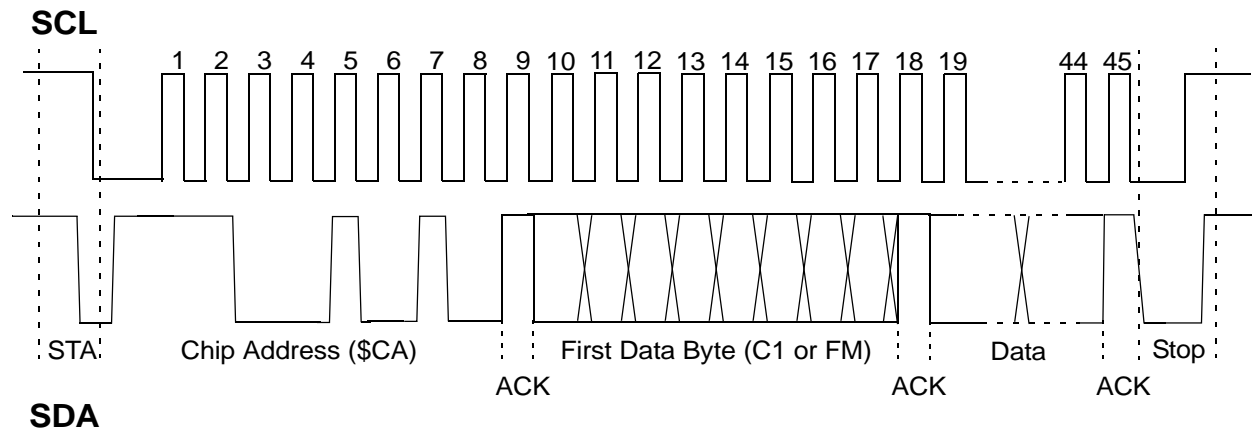 SCL
1 2 3 4 5 6 7 8 9 10 11 12 13 14 15 16 17 18 19 44 45
STA Chip Address ($CA) First Data Byte (C1 or FM) Data Stop
ACK ACK ACK
SDA